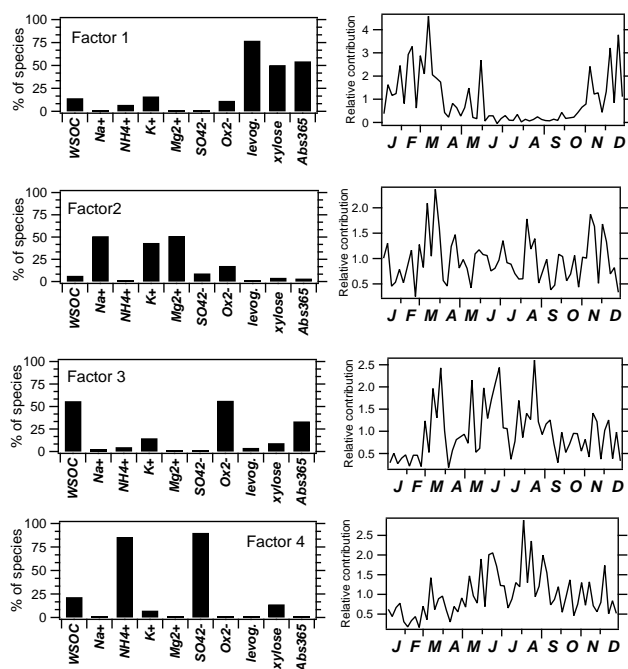 % of species
100
75
50
25
0
Factor 1
WSOC Na+ NH4+ K+ Mg2+ SO42- Ox2- levog. xylose Abs365
Relative contribution
4
3
2
1
0
J F M A M J J A S O N D
% of species
100
75
50
25
0
Factor2
WSOC Na+ NH4+ K+ Mg2+ SO42- Ox2- levog. xylose Abs365
Relative contribution
2.0
1.5
1.0
0.5
J F M A M J J A S O N D
% of species
100
75
50
25
0
Factor 3
WSOC Na+ NH4+ K+ Mg2+ SO42- Ox2- levog. xylose Abs365
Relative contribution
2.5
2.0
1.5
1.0
0.5
J F M A M J J A S O N D
% of species
100
75
50
25
0
Factor 4
WSOC Na+ NH4+ K+ Mg2+ SO42- Ox2- levog. xylose Abs365
Relative contribution
2.5
2.0
1.5
1.0
0.5
J F M A M J J A S O N D